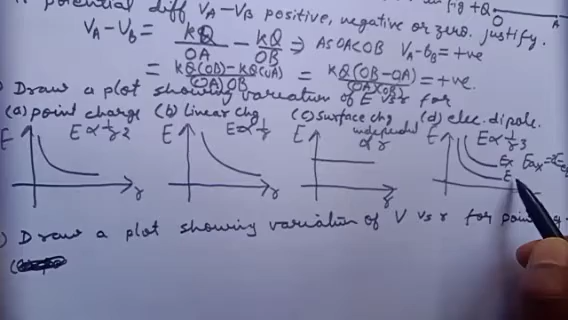 potential diff VA-VB positive, negative or zero. justify.
VA-VB = kQ/OA - kQ/OB ⇒ As OA<OB VA-VB = +ve
= kQ(OB)-kQ(OA)/(OA)OB = kQ(OB-OA)/(OA)(OB) = +ve.
Draw a plot showing variation of E vs r for
(a) point charge (b) linear chg (c) surface chg (d) elec. dipole.
E E∝1/r2 E E∝1/r E independent ∝ r E E∝1/r3
Ex Eax=2Eeq
E
r r r
Draw a plot showing variation of V vs r for point